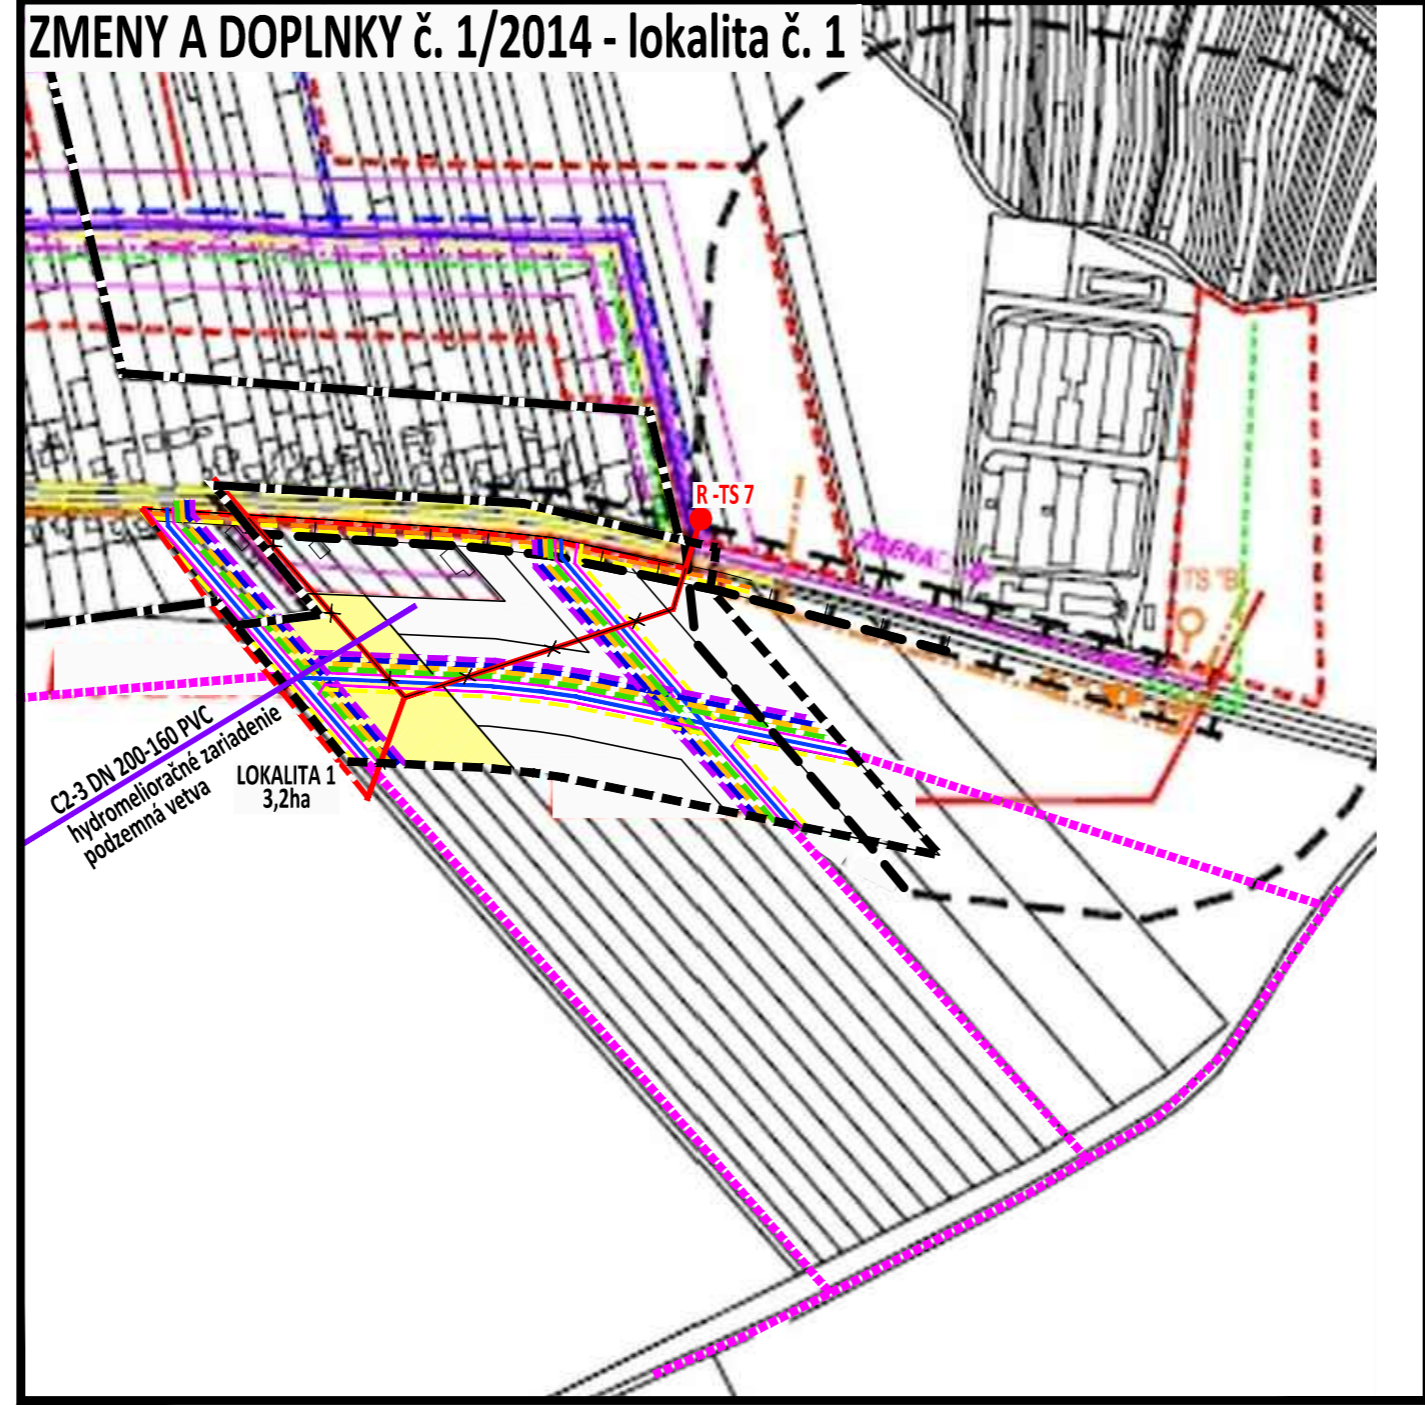 ZMENY A DOPLNKY č. 1/2014 - lokalita č. 1
R -TS 7
TS "B"
C2-3 DN 200-160 PVC
hydromelioračné zariadenie
podzemná vetva
LOKALITA 1
3,2ha